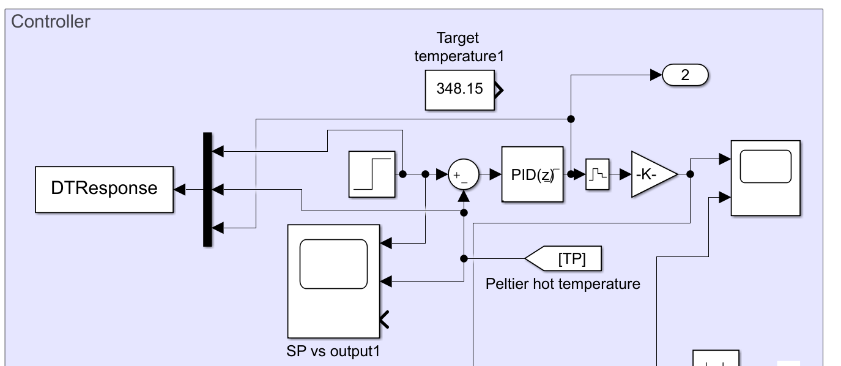 Controller
Target
temperature1
348.15
2
DTResponse
+
−
PID(z)
-K-
[TP]
Peltier hot temperature
SP vs output1